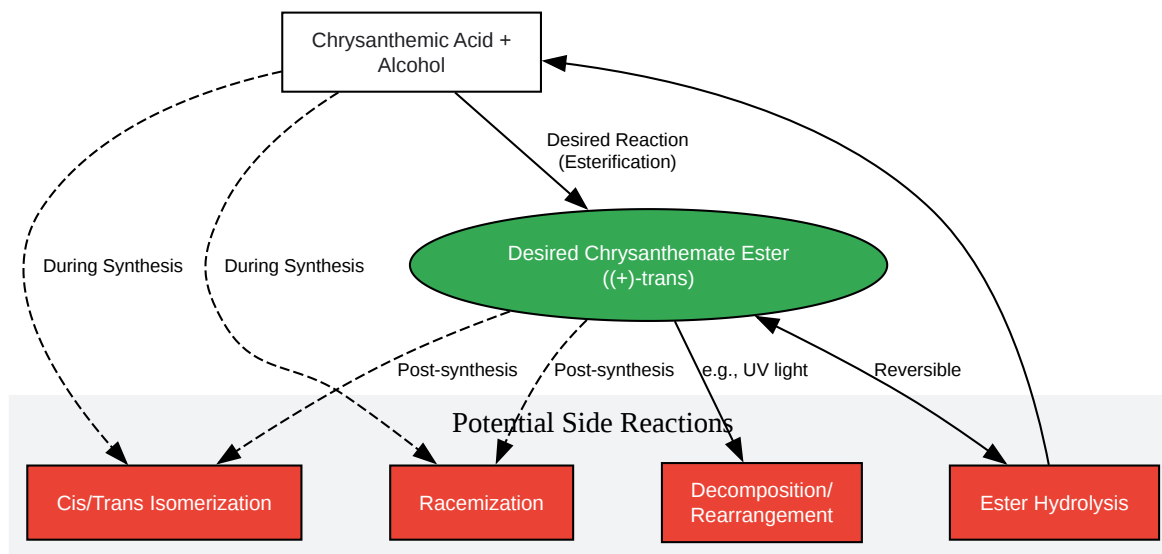 Chrysanthemic Acid +
Alcohol
Desired Reaction
(Esterification)
During Synthesis
During Synthesis
Desired Chrysanthemate Ester
((+)-trans)
Post-synthesis
Post-synthesis
e.g., UV light
Reversible
Potential Side Reactions
Cis/Trans Isomerization
Racemization
Decomposition/
Rearrangement
Ester Hydrolysis